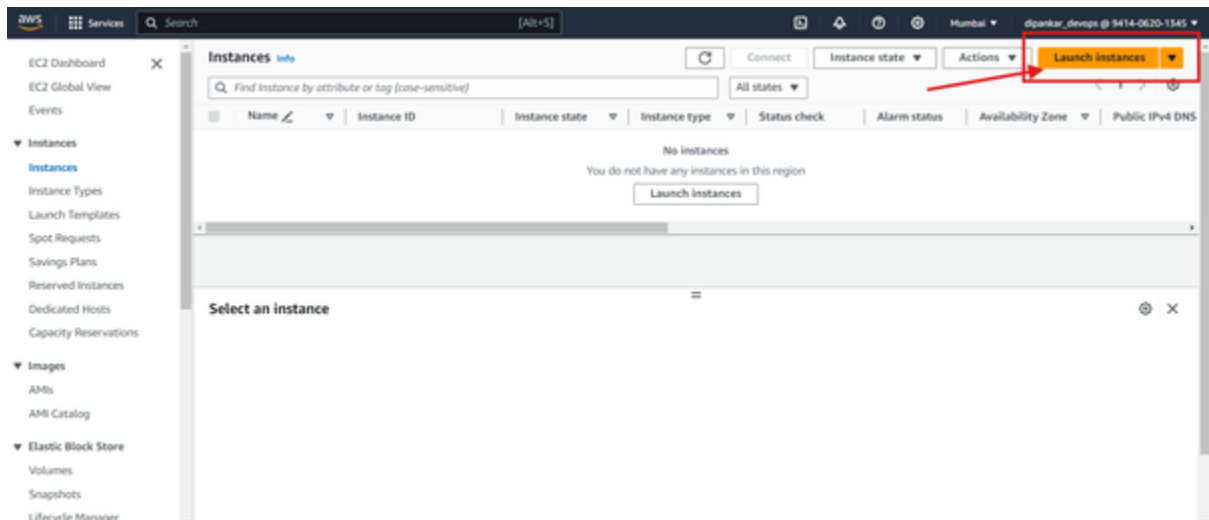 aws Services Search [Alt+S] Mumbai dipankar_devops @ 9414-0620-1345
EC2 Dashboard
EC2 Global View
Events
Instances
Instances
Instance Types
Launch Templates
Spot Requests
Savings Plans
Reserved Instances
Dedicated Hosts
Capacity Reservations
Images
AMIs
AMI Catalog
Elastic Block Store
Volumes
Snapshots
Lifecycle Manager
Instances Info Connect Instance state Actions Launch instances
Find Instance by attribute or tag (case-sensitive) All states 1
Name Instance ID Instance state Instance type Status check Alarm status Availability Zone Public IPv4 DNS
No instances
You do not have any instances in this region
Launch instances
Select an instance